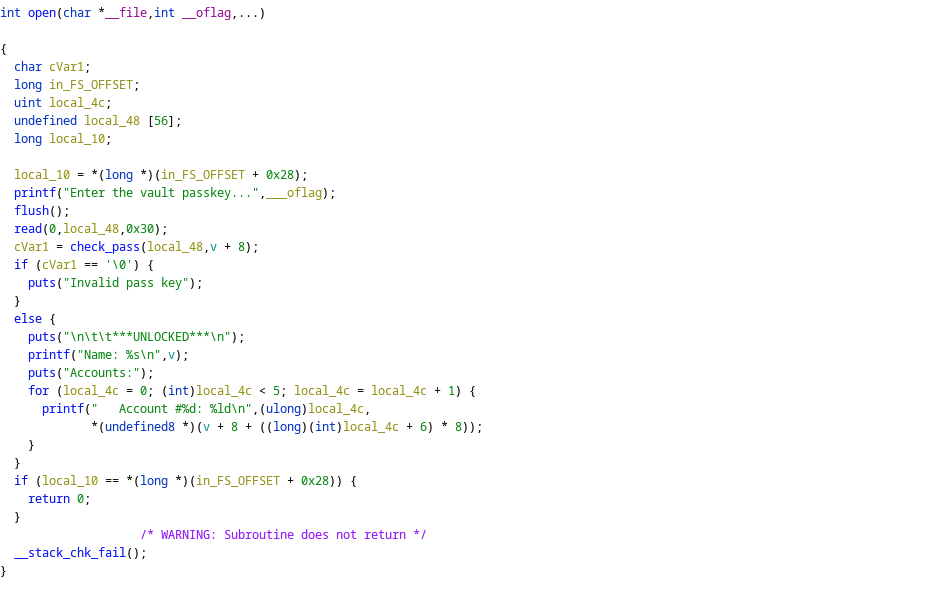 int open(char *__file,int __oflag,...)
{
  char cVar1;
  long in_FS_OFFSET;
  uint local_4c;
  undefined local_48 [56];
  long local_10;
  local_10 = *(long *)(in_FS_OFFSET + 0x28);
  printf("Enter the vault passkey...",___oflag);
  flush();
  read(0,local_48,0x30);
  cVar1 = check_pass(local_48,v + 8);
  if (cVar1 == '\0') {
    puts("Invalid pass key");
  }
  else {
    puts("\n\t\t***UNLOCKED***\n");
    printf("Name: %s\n",v);
    puts("Accounts:");
    for (local_4c = 0; (int)local_4c < 5; local_4c = local_4c + 1) {
      printf("   Account #%d: %ld\n",(ulong)local_4c,
             *(undefined8 *)(v + 8 + ((long)(int)local_4c + 6) * 8));
    }
  }
  if (local_10 == *(long *)(in_FS_OFFSET + 0x28)) {
    return 0;
  }
                    /* WARNING: Subroutine does not return */
  __stack_chk_fail();
}